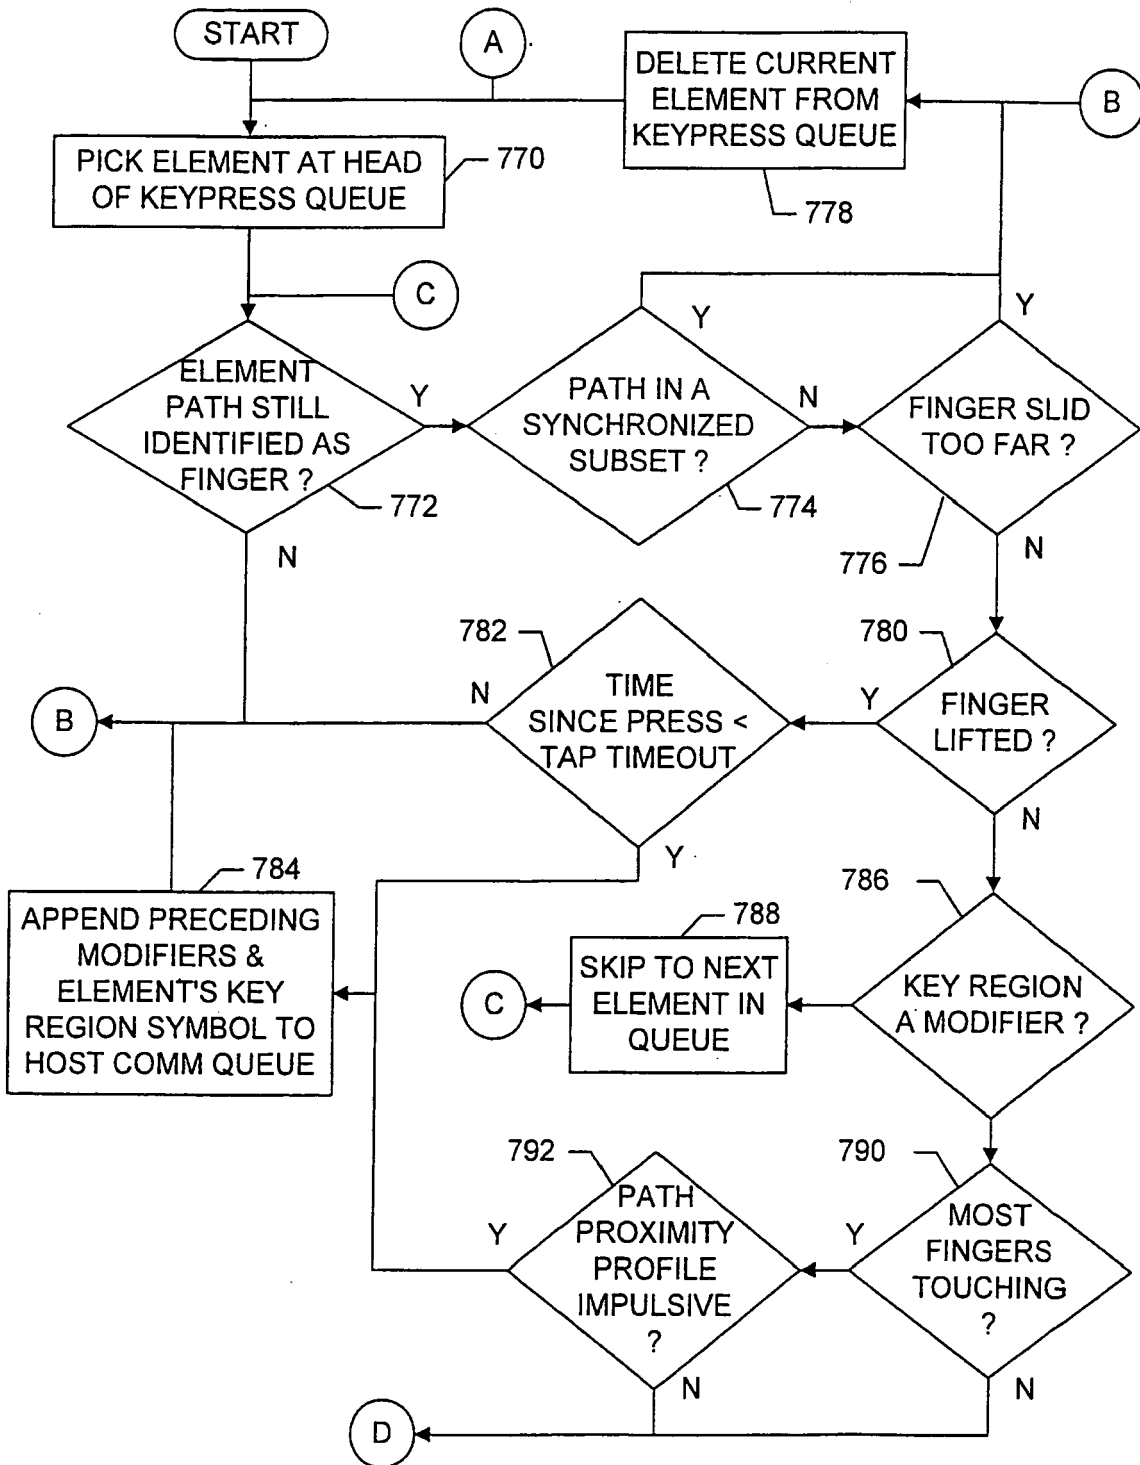 START
A
DELETE CURRENT
ELEMENT FROM
KEYPRESS QUEUE
B
PICK ELEMENT AT HEAD
OF KEYPRESS QUEUE
770
778
C
ELEMENT
PATH STILL
IDENTIFIED AS
FINGER ?
772
Y
N
PATH IN A
SYNCHRONIZED
SUBSET ?
774
Y
N
FINGER SLID
TOO FAR ?
776
Y
N
782
TIME
SINCE PRESS <
TAP TIMEOUT
N
Y
780
FINGER
LIFTED ?
Y
N
B
784
APPEND PRECEDING
MODIFIERS &
ELEMENT'S KEY
REGION SYMBOL TO
HOST COMM QUEUE
C
788
SKIP TO NEXT
ELEMENT IN
QUEUE
786
KEY REGION
A MODIFIER ?
792
PATH
PROXIMITY
PROFILE
IMPULSIVE
?
Y
N
790
MOST
FINGERS
TOUCHING
?
Y
N
D